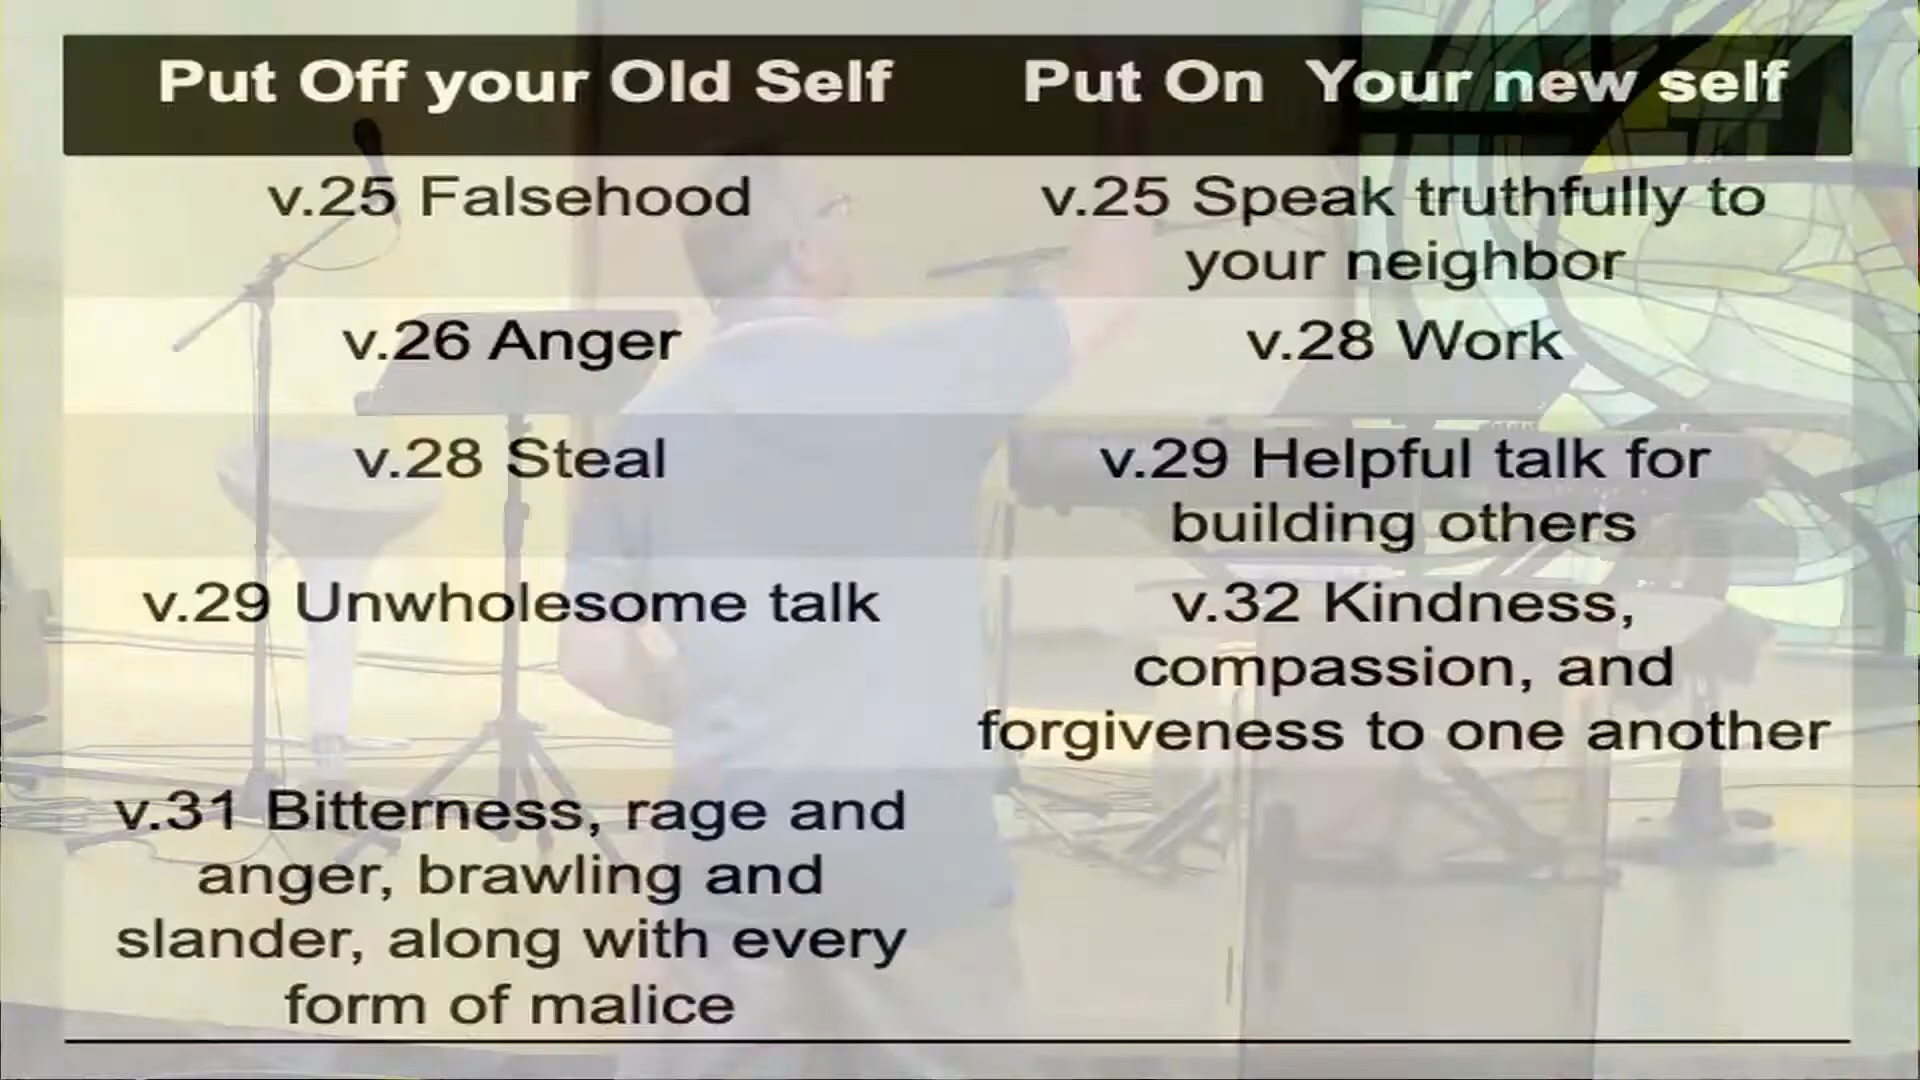 Put Off your Old Self
Put On Your new self
v.25 Falsehood
v.25 Speak truthfully to
your neighbor
v.26 Anger
v.28 Work
v.28 Steal
v.29 Helpful talk for
building others
v.29 Unwholesome talk
v.32 Kindness,
compassion, and
forgiveness to one another
v.31 Bitterness, rage and
anger, brawling and
slander, along with every
form of malice